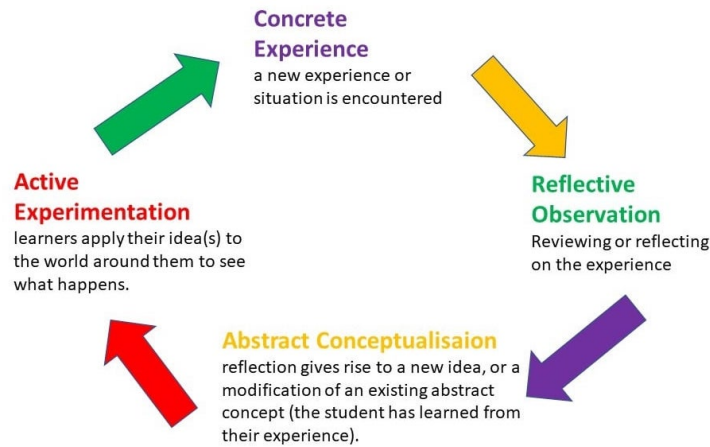 Concrete
Experience
a new experience or
situation is encountered
Reflective
Observation
Reviewing or reflecting
on the experience
Abstract Conceptualisaion
reflection gives rise to a new idea, or a
modification of an existing abstract
concept (the student has learned from
their experience).
Active
Experimentation
learners apply their idea(s) to
the world around them to see
what happens.